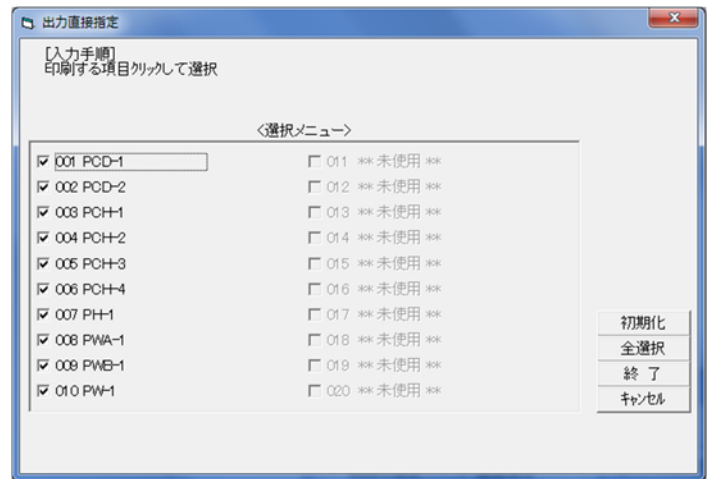 出力直接指定
[入力手順]
印刷する項目クリックして選択
<選択メニュー>
001 PCD-1
002 PCD-2
003 PCH-1
004 PCH-2
005 PCH-3
006 PCH-4
007 PH-1
008 PWA-1
009 PWB-1
010 PW-1
011 ** 未使用 **
012 ** 未使用 **
013 ** 未使用 **
014 ** 未使用 **
015 ** 未使用 **
016 ** 未使用 **
017 ** 未使用 **
018 ** 未使用 **
019 ** 未使用 **
020 ** 未使用 **
初期化
全選択
終 了
キャンセル